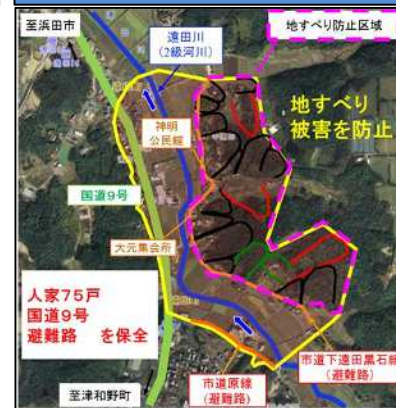 至浜田市
遠田川
(2級河川)
地すべり防止区域
地すべり
被害を防止
神明
公民館
国道9号
大元集会所
人家75戸
国道9号
避難路 を保全
市道下遠田黒石線
(避難路)
市道原線
(避難路)
至津和野町